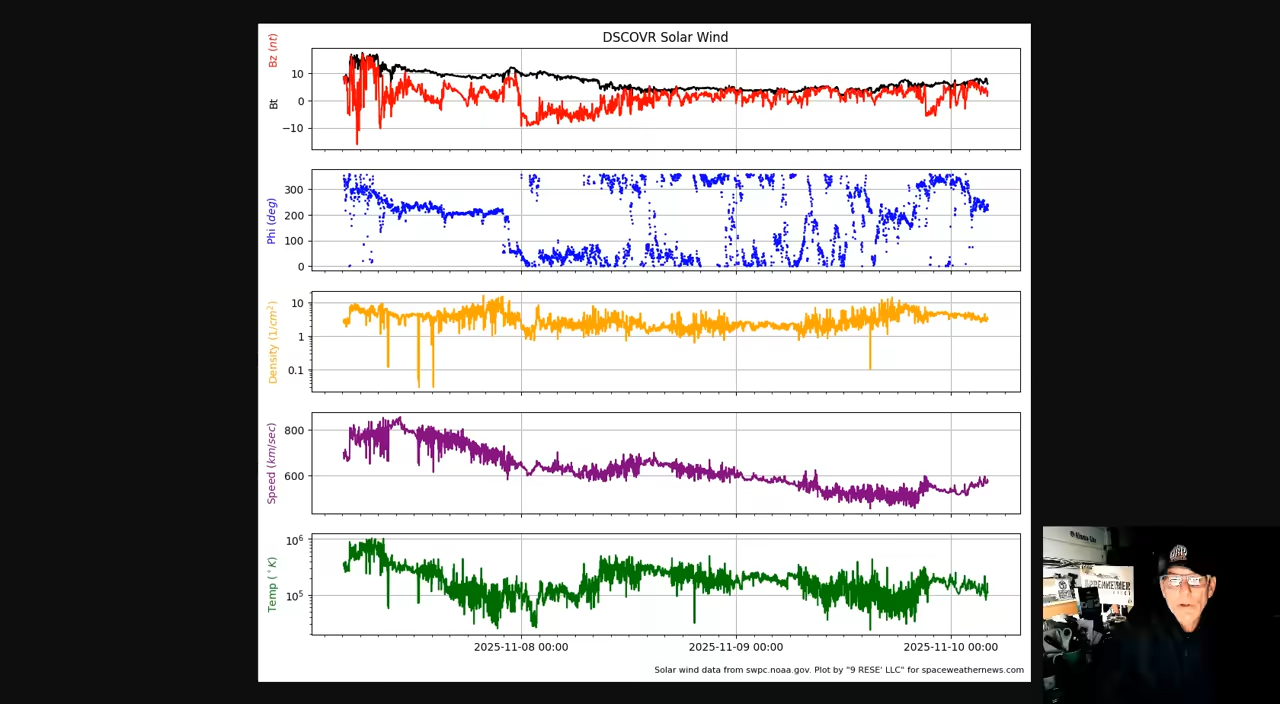 DSCOVR Solar Wind
Bz (nt)
Bt
10
0
−10
Phi (deg)
300
200
100
0
Density (1/cm²)
10
1
0.1
Speed (km/sec)
800
600
Temp (°K)
10⁶
10⁵
2025-11-08 00:00
2025-11-09 00:00
2025-11-10 00:00
Solar wind data from swpc.noaa.gov. Plot by "9 RESE' LLC" for spaceweathernews.com